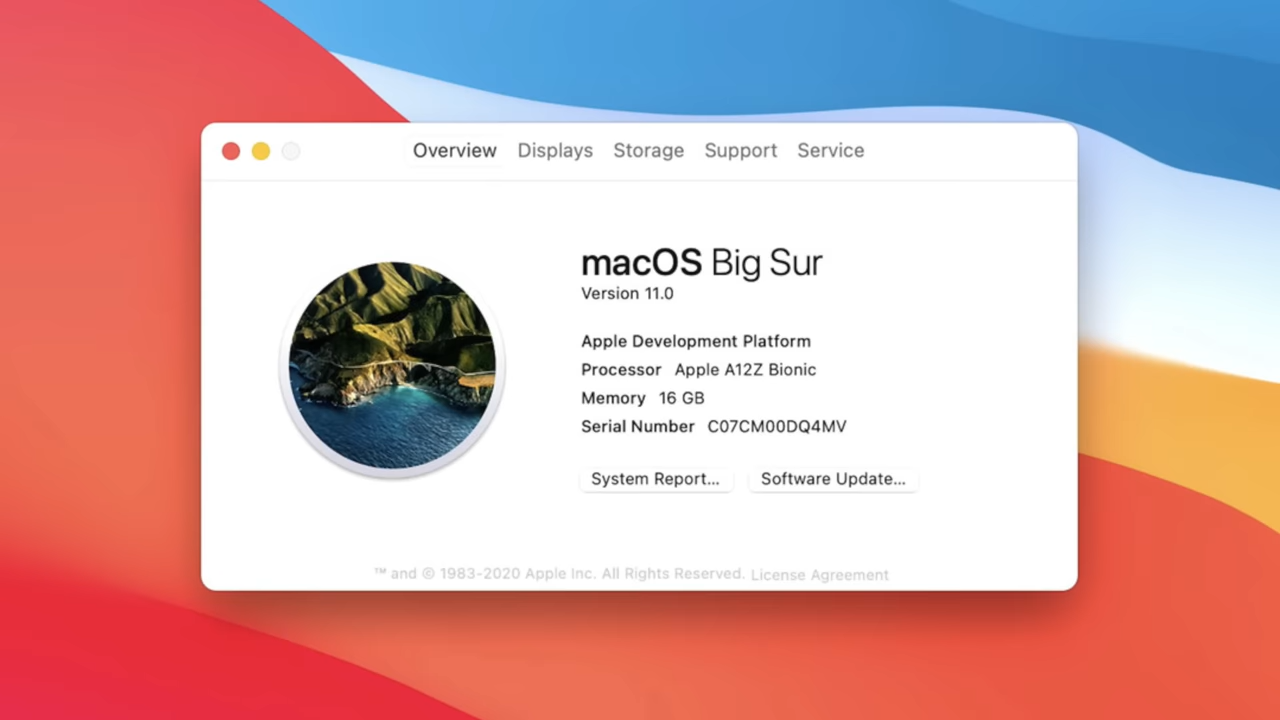 Overview Displays Storage Support Service
macOS Big Sur
Version 11.0
Apple Development Platform
Processor Apple A12Z Bionic
Memory 16 GB
Serial Number C07CM00DQ4MV
System Report... Software Update...
™ and © 1983-2020 Apple Inc. All Rights Reserved. License Agreement